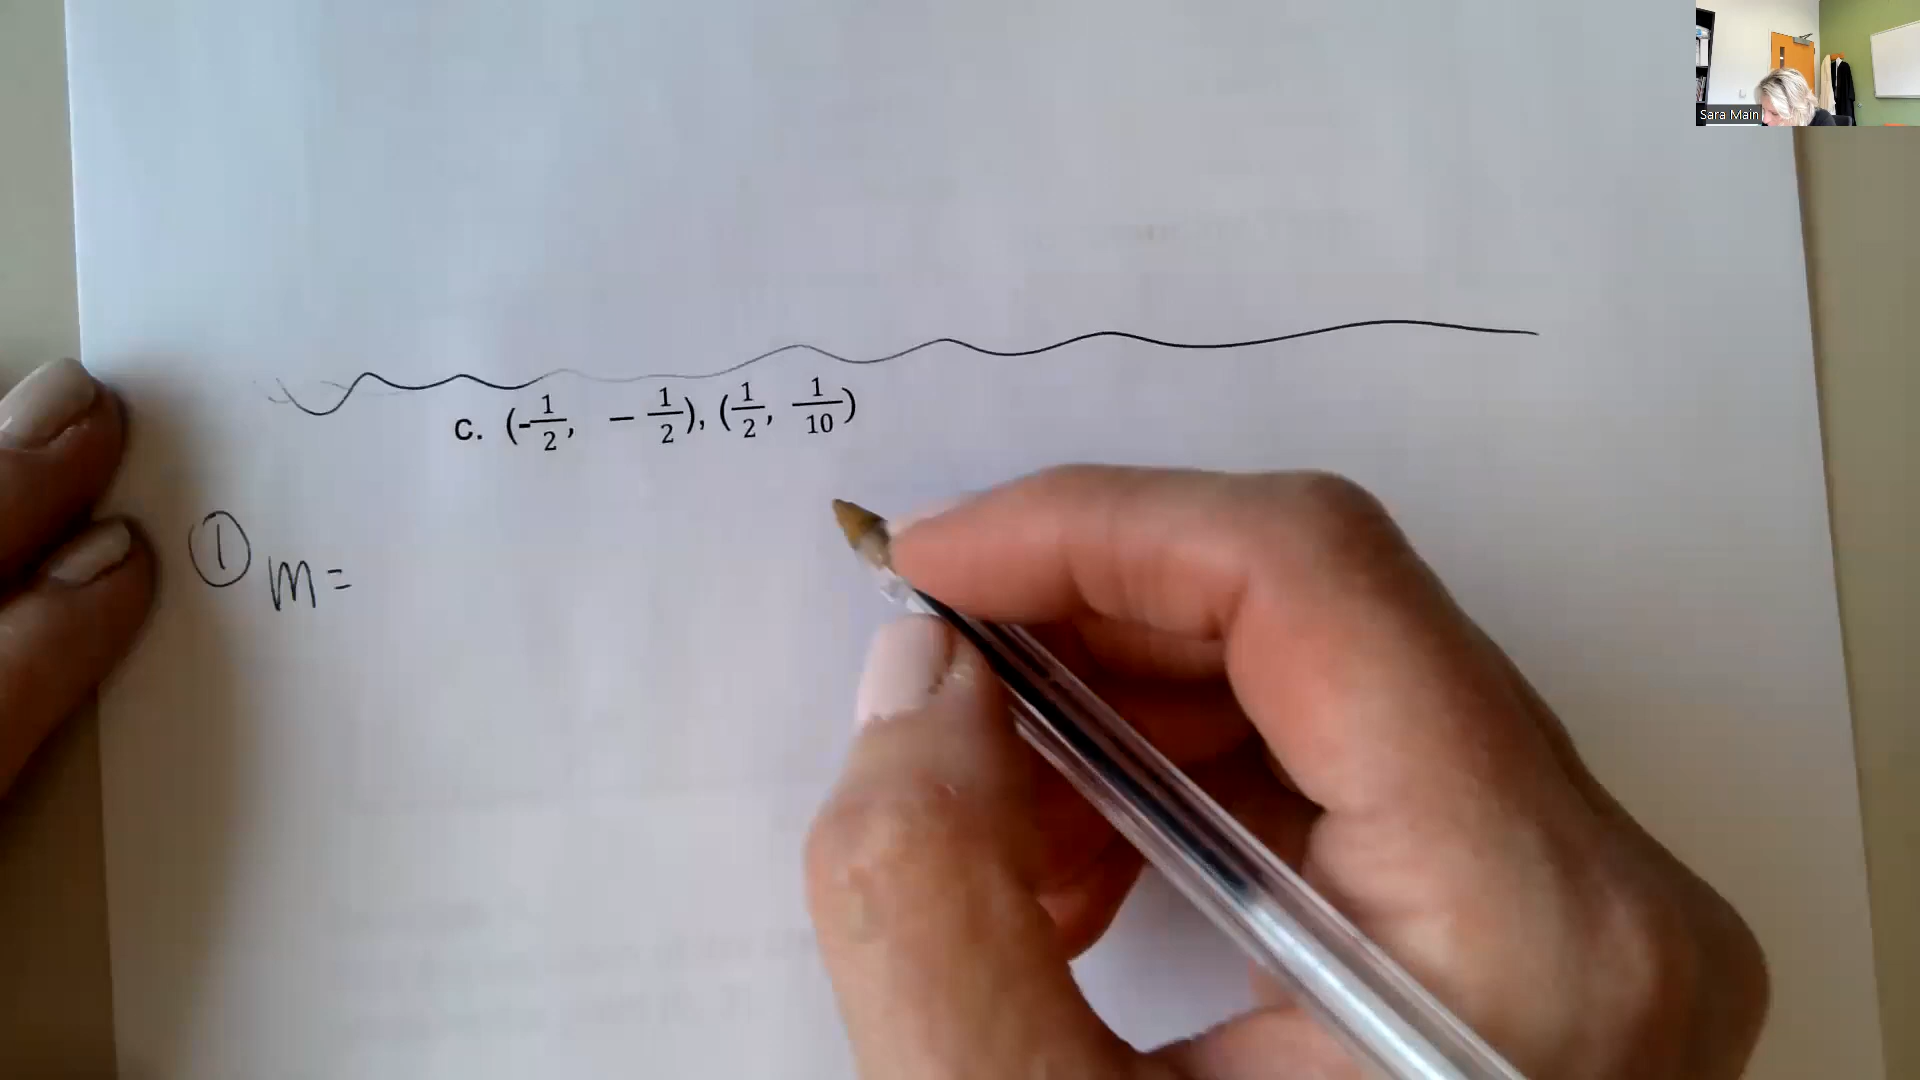 Sara Main
c. (-1/2, − 1/2), (1/2, 1/10)
① m =